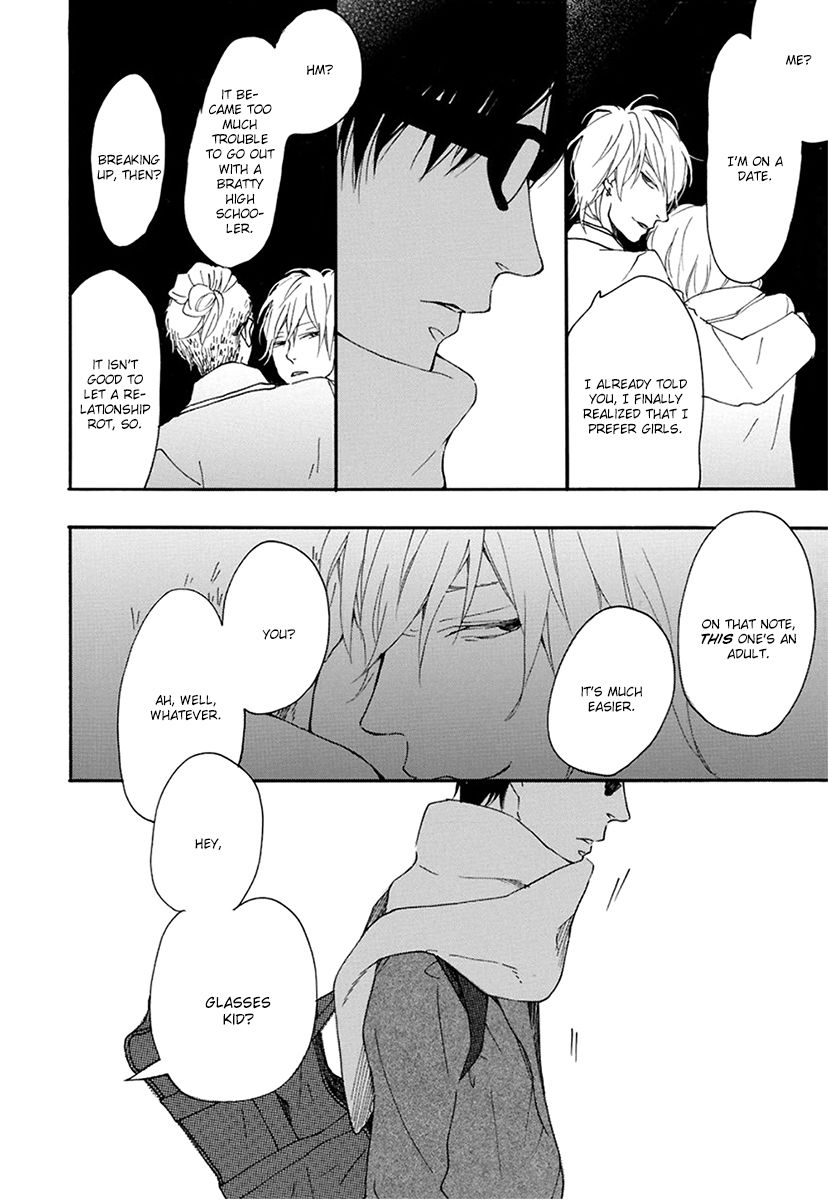 ME?
I'M ON A
DATE.
I ALREADY TOLD
YOU, I FINALLY
REALIZED THAT I
PREFER GIRLS.
HM?
IT BE-
CAME TOO
MUCH
TROUBLE
TO GO OUT
WITH A
BRATTY
HIGH
SCHOO-
LER.
BREAKING
UP, THEN?
IT ISN'T
GOOD TO
LET A RE-
LATIONSHIP
ROT, SO.
ON THAT NOTE,
THIS ONE'S AN
ADULT.
IT'S MUCH
EASIER.
YOU?
AH, WELL,
WHATEVER.
HEY,
GLASSES
KID?